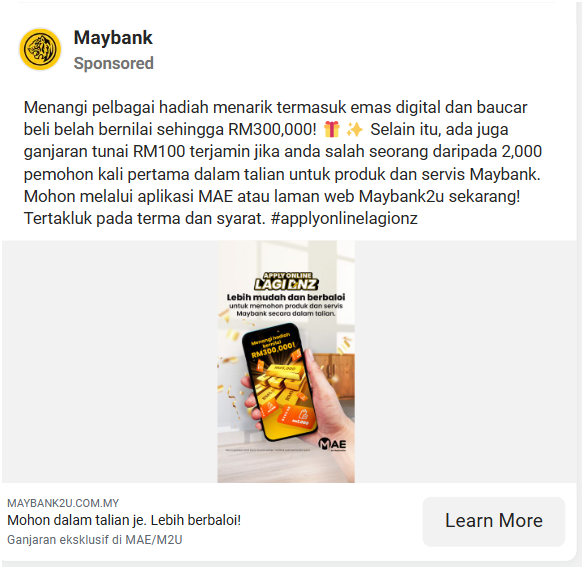 Maybank
Sponsored
Menangi pelbagai hadiah menarik termasuk emas digital dan baucar
beli belah bernilai sehingga RM300,000! 🎁 ✨ Selain itu, ada juga
ganjaran tunai RM100 terjamin jika anda salah seorang daripada 2,000
pemohon kali pertama dalam talian untuk produk dan servis Maybank.
Mohon melalui aplikasi MAE atau laman web Maybank2u sekarang!
Tertakluk pada terma dan syarat. #applyonlinelagionz
APPLY ONLINE
LAGI ONZ
Lebih mudah dan berbaloi
untuk memohon produk dan servis
Maybank secara dalam talian.
Menangi hadiah
bernilai
RM300,000!
MAE
MAYBANK2U.COM.MY
Mohon dalam talian je. Lebih berbaloi!
Ganjaran eksklusif di MAE/M2U
Learn More